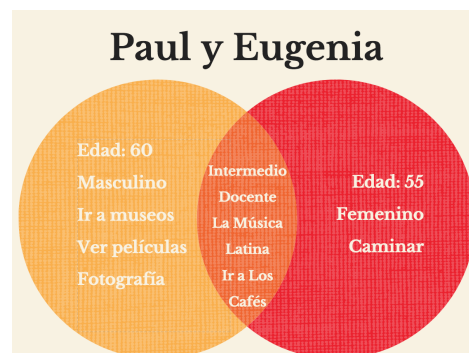 Paul y Eugenia
Edad: 60
Masculino
Ir a museos
Ver películas
Fotografía
Intermedio
Docente
La Música
Latina
Ir a Los
Cafés
Edad: 55
Femenino
Caminar